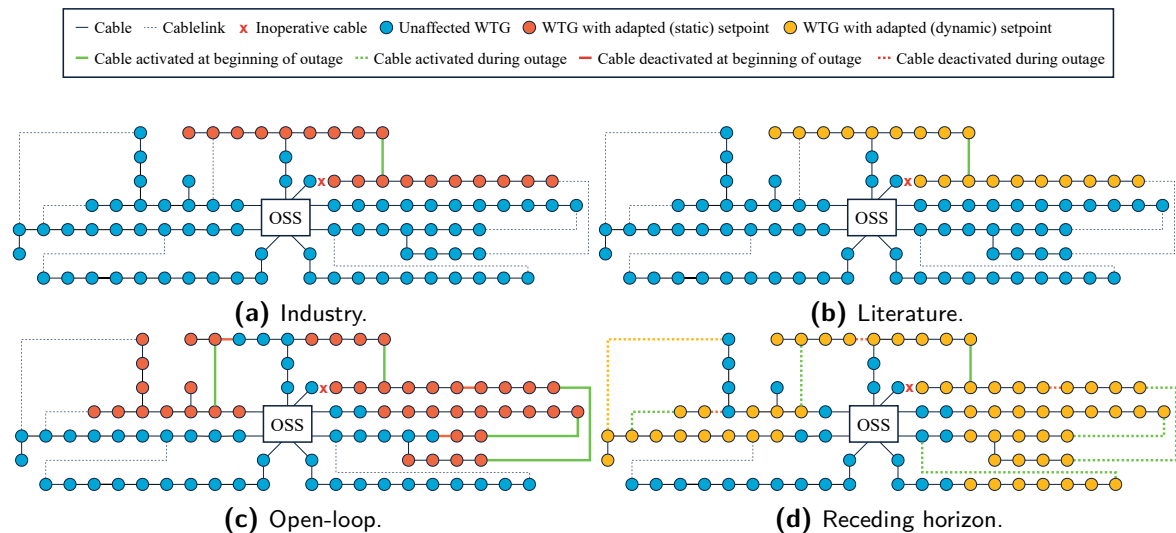 Cable Cablelink x Inoperative cable Unaffected WTG WTG with adapted (static) setpoint WTG with adapted (dynamic) setpoint
Cable activated at beginning of outage Cable activated during outage Cable deactivated at beginning of outage Cable deactivated during outage
x
OSS
(a) Industry.
x
OSS
(b) Literature.
x
OSS
(c) Open-loop.
x
OSS
(d) Receding horizon.